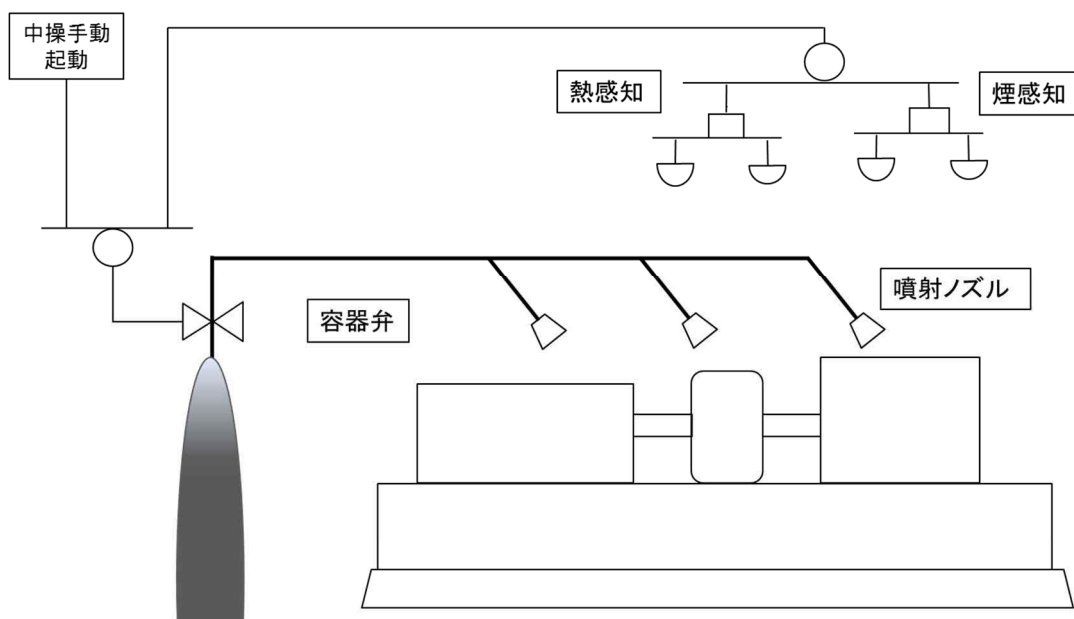 中操手動
起動
熱感知
煙感知
噴射ノズル
容器弁